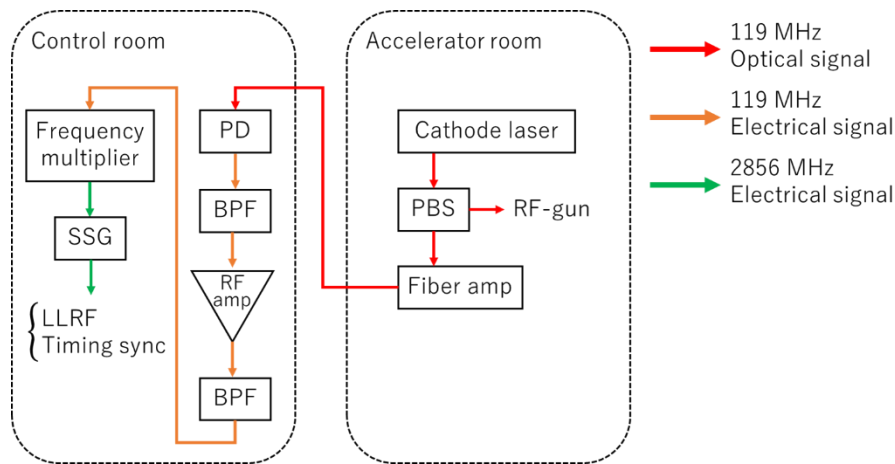 Control room
Frequency
multiplier
SSG
LLRF
Timing sync
PD
BPF
RF
amp
BPF
Accelerator room
Cathode laser
PBS
RF-gun
Fiber amp
119 MHz
Optical signal
119 MHz
Electrical signal
2856 MHz
Electrical signal